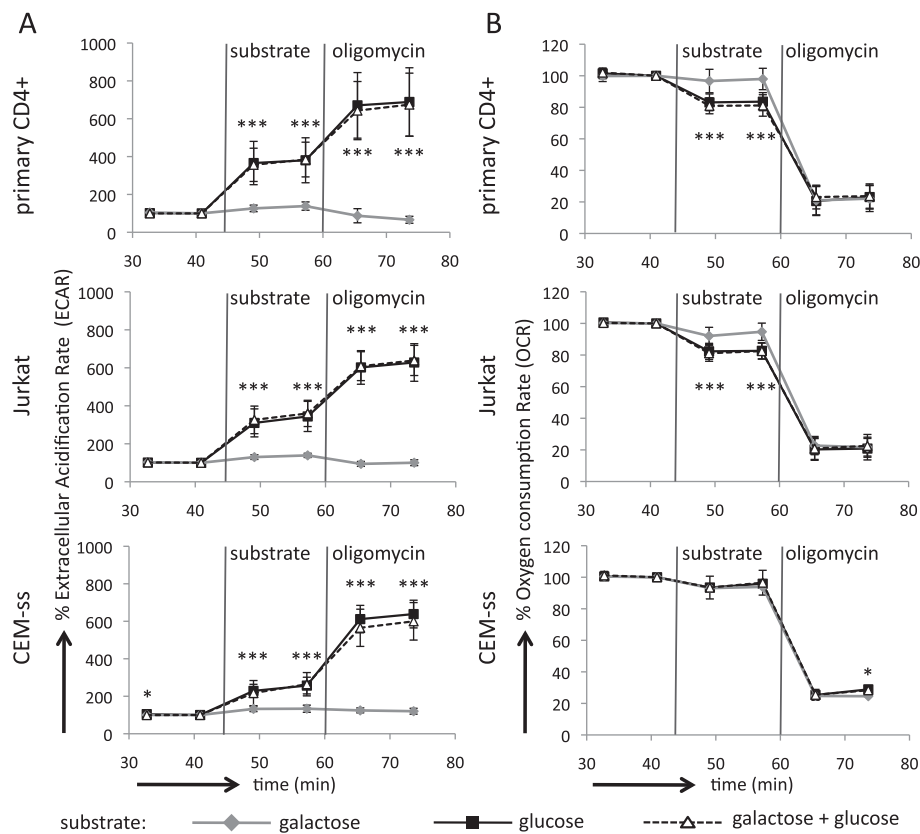 A
B
primary CD4+
1000
800
600
400
200
0
substrate
oligomycin
*** ***
*** ***
30 40 50 60 70 80
primary CD4+
120
100
80
60
40
20
0
substrate
oligomycin
*** ***
30 40 50 60 70 80
Jurkat
% Extracellular Acidification Rate (ECAR)
1000
800
600
400
200
0
substrate
oligomycin
*** ***
*** ***
30 40 50 60 70 80
Jurkat
% Oxygen consumption Rate (OCR)
120
100
80
60
40
20
0
substrate
oligomycin
*** ***
30 40 50 60 70 80
CEM-ss
1000
800
600
400
200
0
substrate
oligomycin
*
*** ***
*** ***
30 40 50 60 70 80
time (min)
CEM-ss
120
100
80
60
40
20
0
substrate
oligomycin
*
30 40 50 60 70 80
time (min)
substrate: galactose glucose galactose + glucose